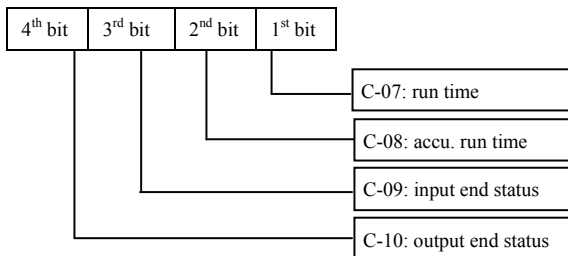 4th bit 3rd bit 2nd bit 1st bit
C-07: run time
C-08: accu. run time
C-09: input end status
C-10: output end status